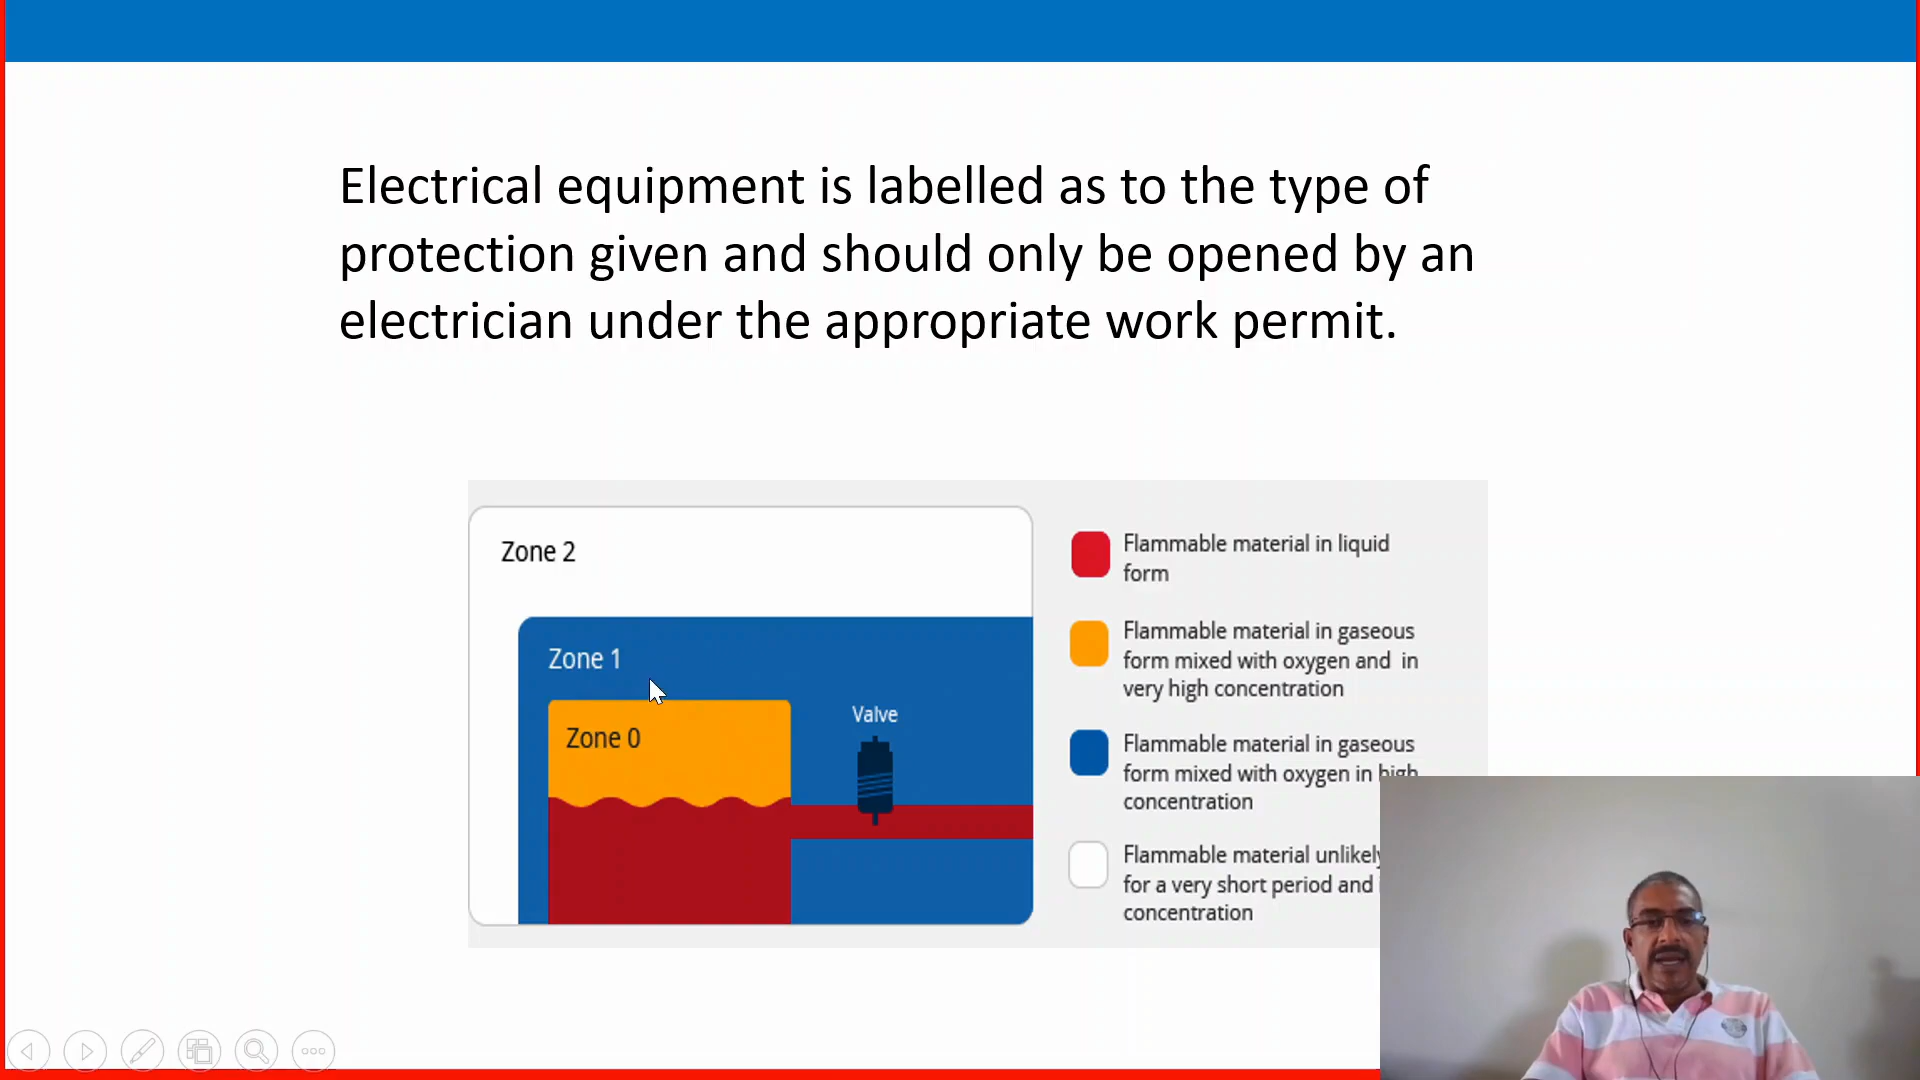 Electrical equipment is labelled as to the type of
protection given and should only be opened by an
electrician under the appropriate work permit.
Zone 2
Zone 1
Zone 0
Valve
Flammable material in liquid
form
Flammable material in gaseous
form mixed with oxygen and in
very high concentration
Flammable material in gaseous
form mixed with oxygen in high
concentration
Flammable material unlikely
for a very short period and
concentration